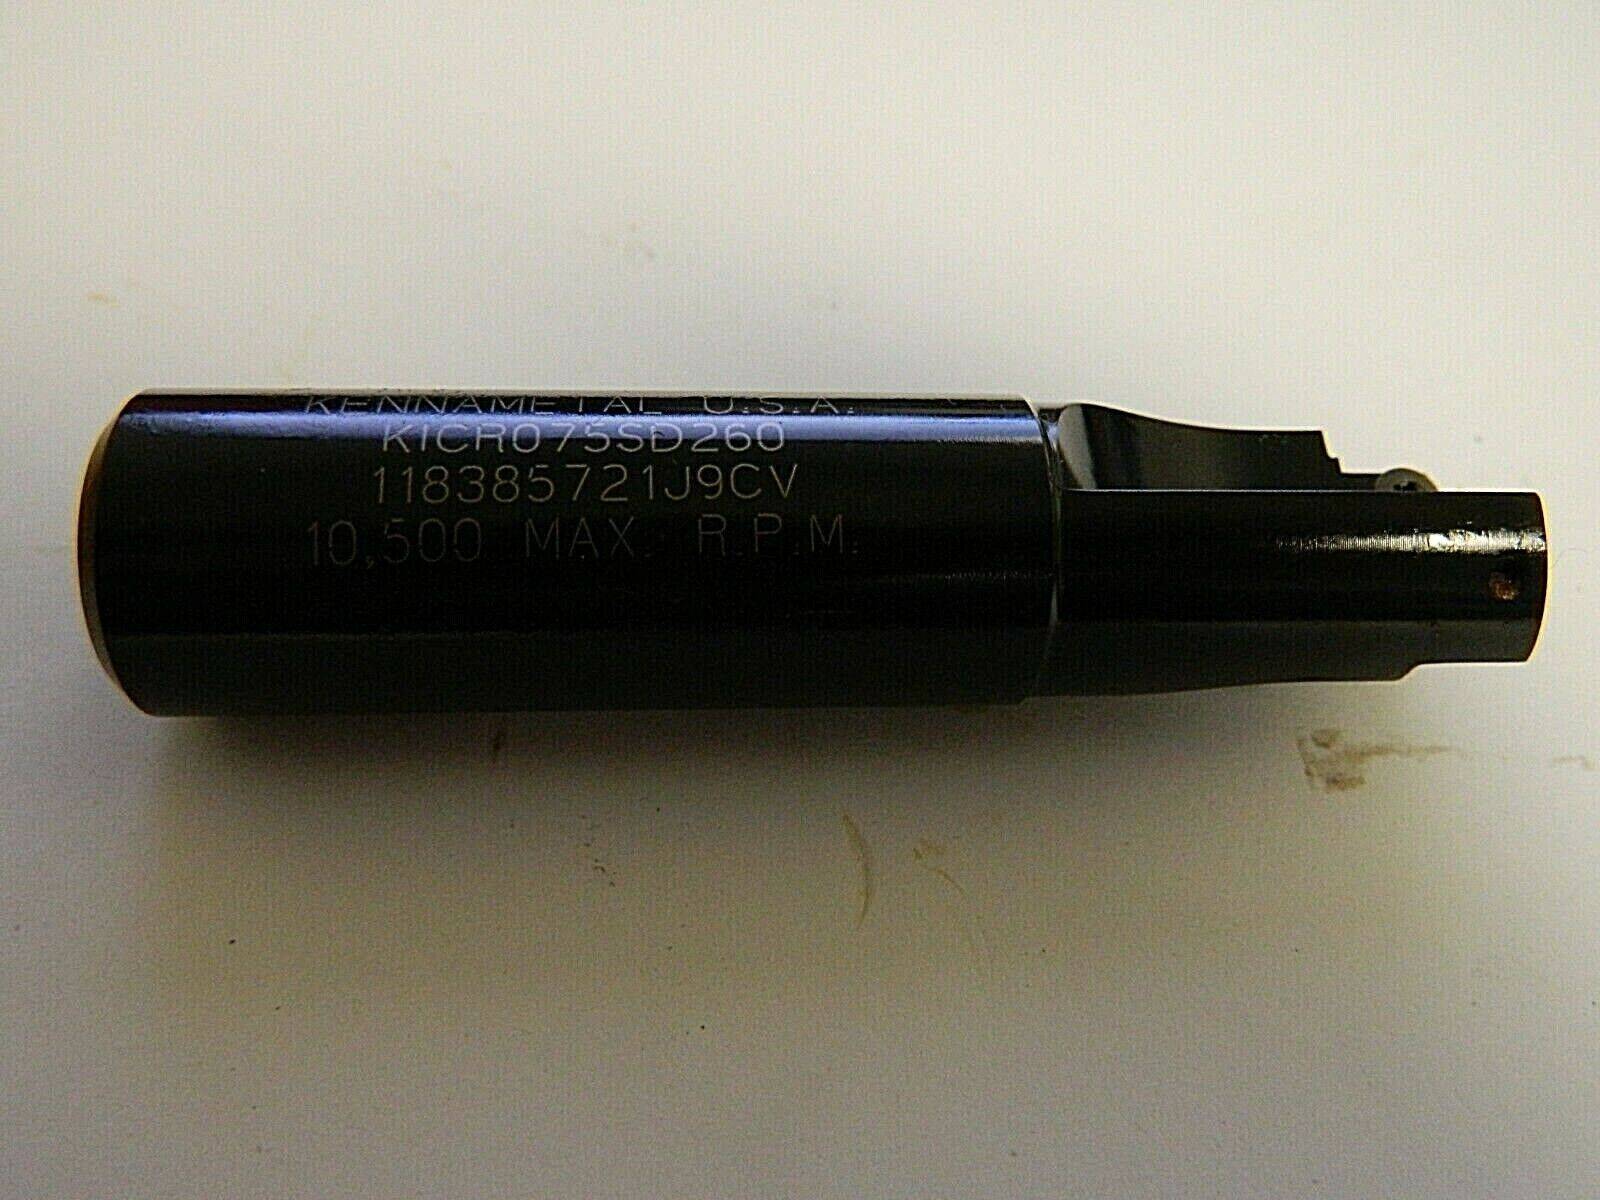 KENNAMETAL U.S.A.
KICR075SD260
118385721J9CV
10,500 MAX. R.P.M.